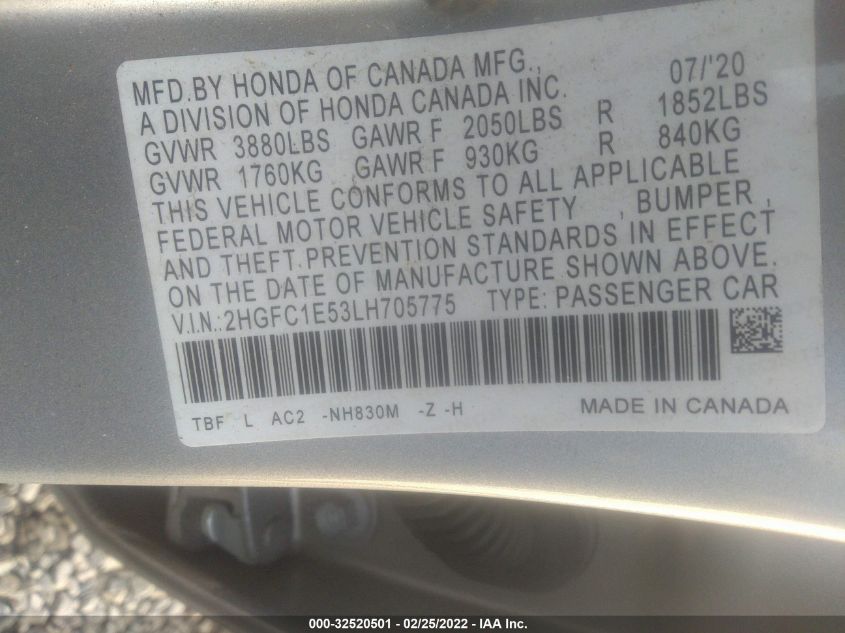 MFD.BY HONDA OF CANADA MFG., 07/'20
A DIVISION OF HONDA CANADA INC.
GVWR 3880LBS GAWR F 2050LBS R 1852LBS
GVWR 1760KG GAWR F 930KG R 840KG
THIS VEHICLE CONFORMS TO ALL APPLICABLE
FEDERAL MOTOR VEHICLE SAFETY , BUMPER ,
AND THEFT PREVENTION STANDARDS IN EFFECT
ON THE DATE OF MANUFACTURE SHOWN ABOVE.
V.I.N.:2HGFC1E53LH705775 TYPE: PASSENGER CAR
TBF L AC2 -NH830M -Z -H MADE IN CANADA
000-32520501 - 02/25/2022 - IAA Inc.